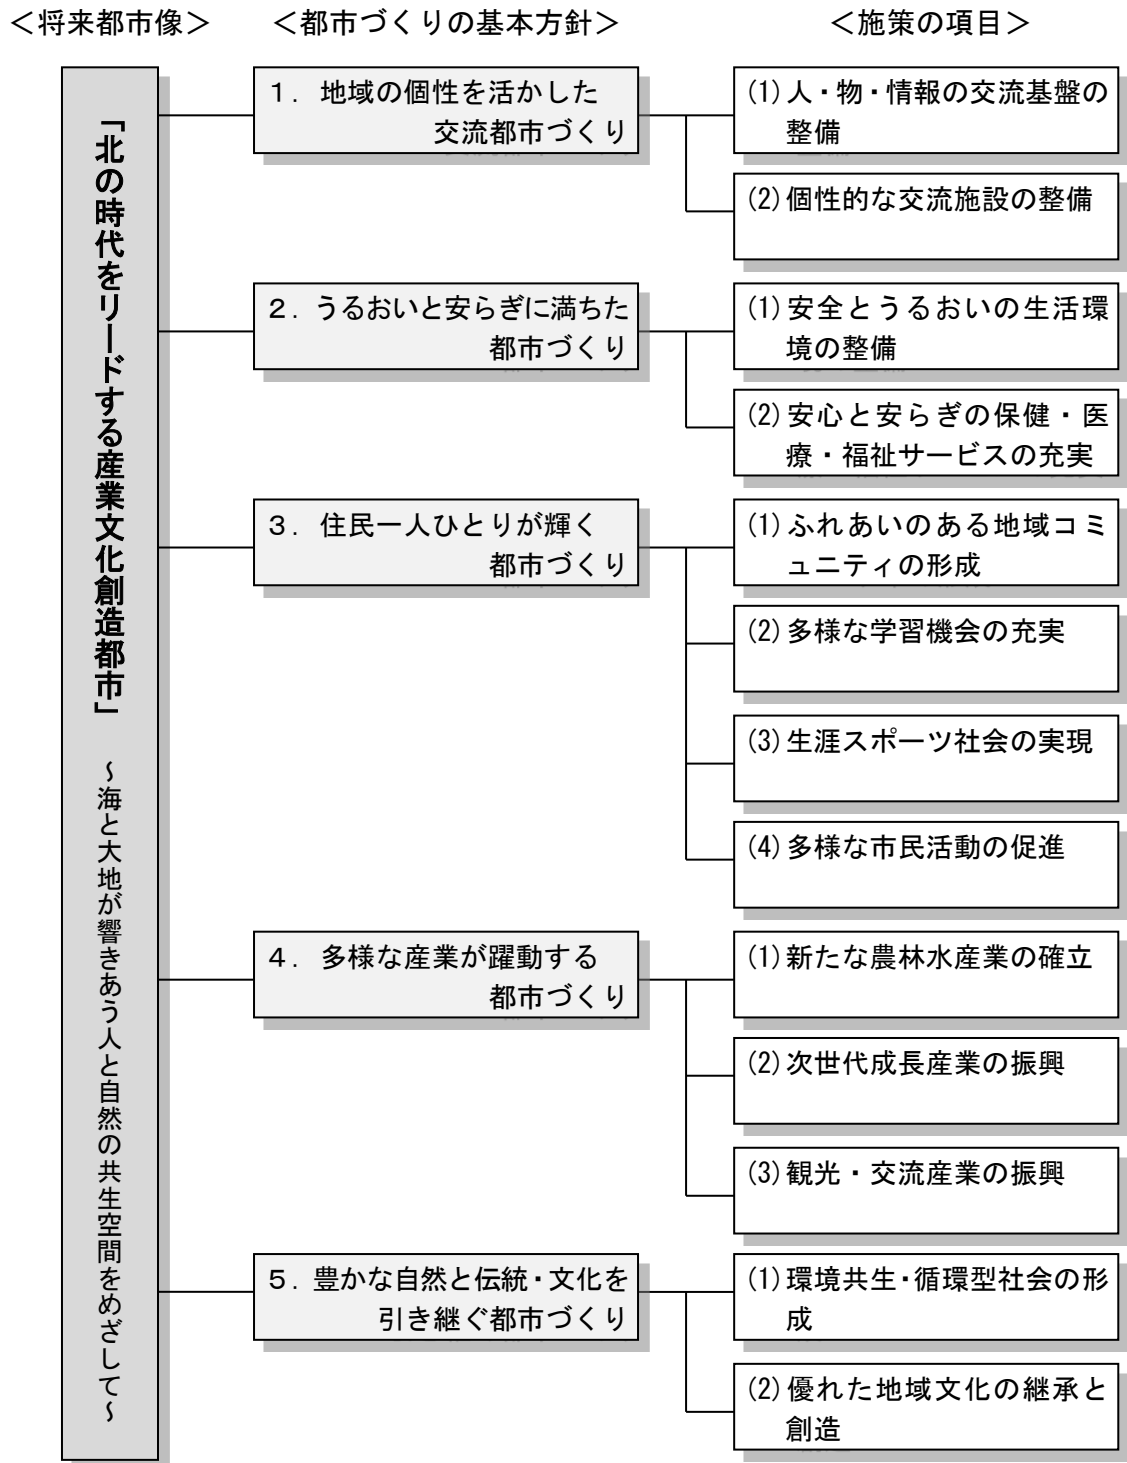 ＜将来都市像＞
＜都市づくりの基本方針＞
＜施策の項目＞
「北の時代をリードする産業文化創造都市」
～海と大地が響きあう人と自然の共生空間をめざして～
１．地域の個性を活かした
交流都市づくり
(1)人・物・情報の交流基盤の
整備
(2)個性的な交流施設の整備
２．うるおいと安らぎに満ちた
都市づくり
(1)安全とうるおいの生活環
境の整備
(2)安心と安らぎの保健・医
療・福祉サービスの充実
３．住民一人ひとりが輝く
都市づくり
(1)ふれあいのある地域コミ
ュニティの形成
(2)多様な学習機会の充実
(3)生涯スポーツ社会の実現
(4)多様な市民活動の促進
４．多様な産業が躍動する
都市づくり
(1)新たな農林水産業の確立
(2)次世代成長産業の振興
(3)観光・交流産業の振興
５．豊かな自然と伝統・文化を
引き継ぐ都市づくり
(1)環境共生・循環型社会の形
成
(2)優れた地域文化の継承と
創造